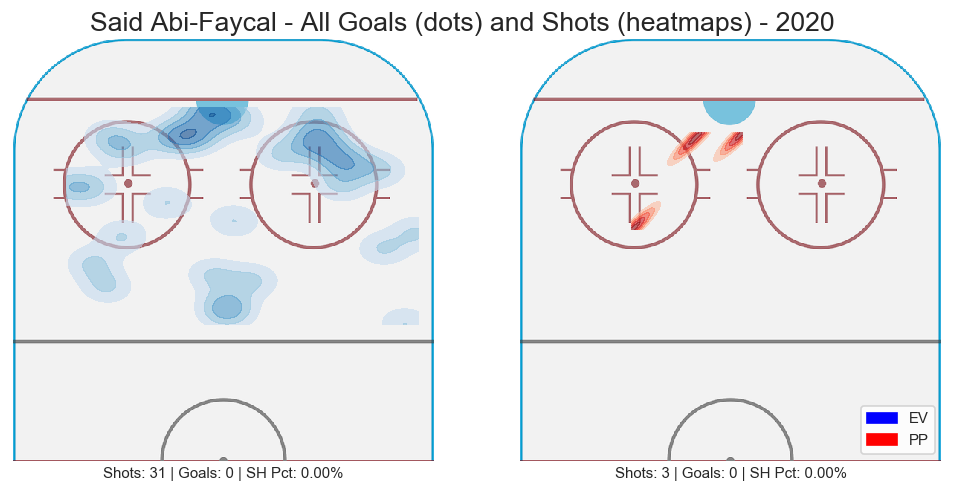 Said Abi-Faycal - All Goals (dots) and Shots (heatmaps) - 2020
EV
PP
Shots: 31 | Goals: 0 | SH Pct: 0.00%
Shots: 3 | Goals: 0 | SH Pct: 0.00%